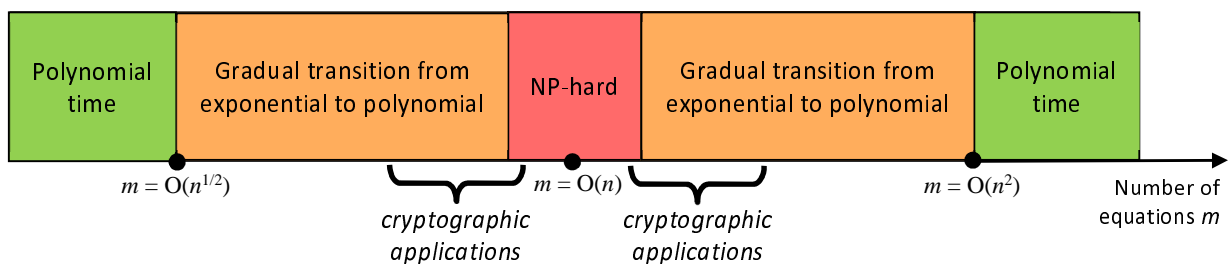 Polynomial
time
Gradual transition from
exponential to polynomial
NP-hard
Gradual transition from
exponential to polynomial
Polynomial
time
m = O(n^{1/2})
m = O(n)
m = O(n²)
Number of
equations m
cryptographic
applications
cryptographic
applications